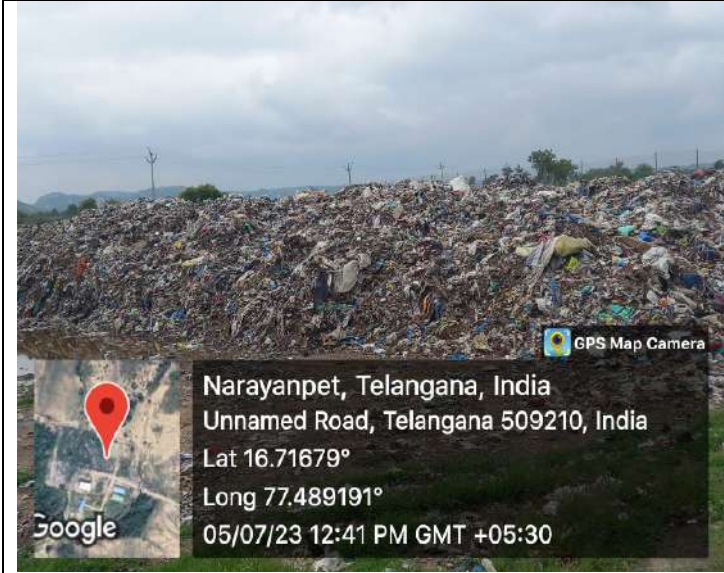 GPS Map Camera
Narayanpet, Telangana, India
Unnamed Road, Telangana 509210, India
Lat 16.71679°
Long 77.489191°
05/07/23 12:41 PM GMT +05:30
Google